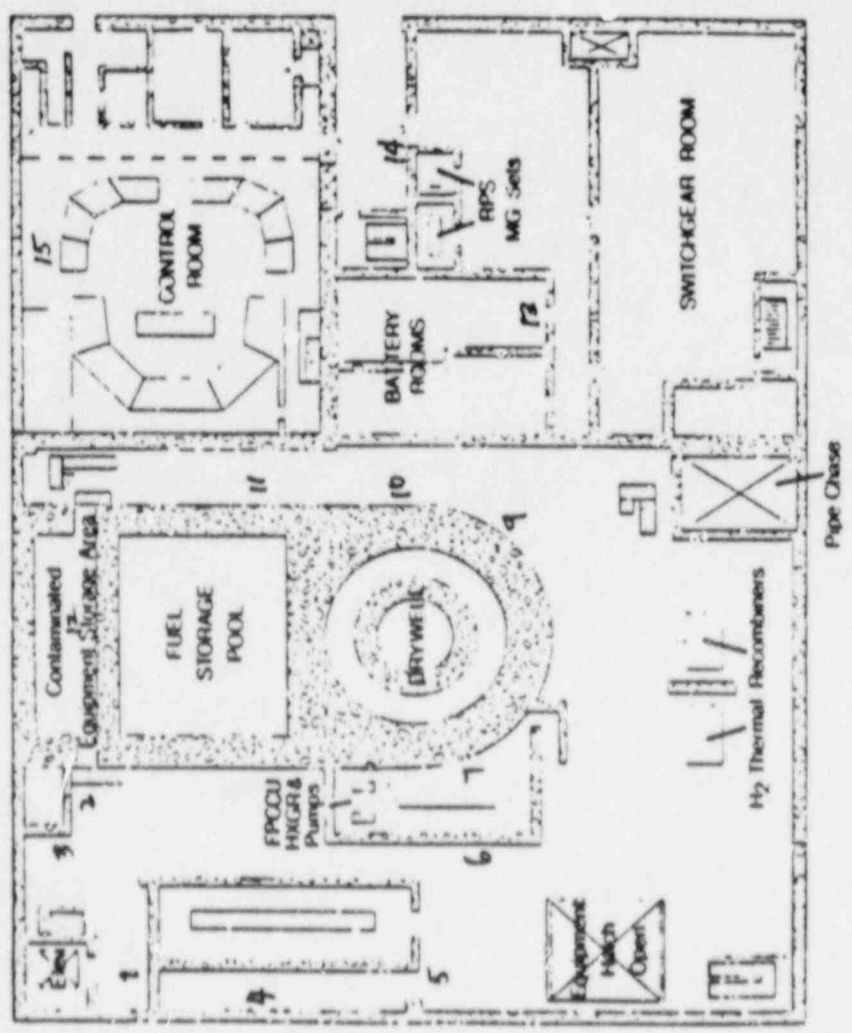 15
CONTROL
ROOM
14
RPS
MG Sets
SWITCHGEAR ROOM
BATTERY
ROOMS
13
11
10
9
Pipe Chase
Contaminated
12
Equipment Storage Area
FUEL
STORAGE
POOL
DRYWELL
H2 Thermal Recombiners
2
3
FPCCU
HXGR &
Pumps
7
6
Elev
1
4
5
Equipment
Hatch
Open